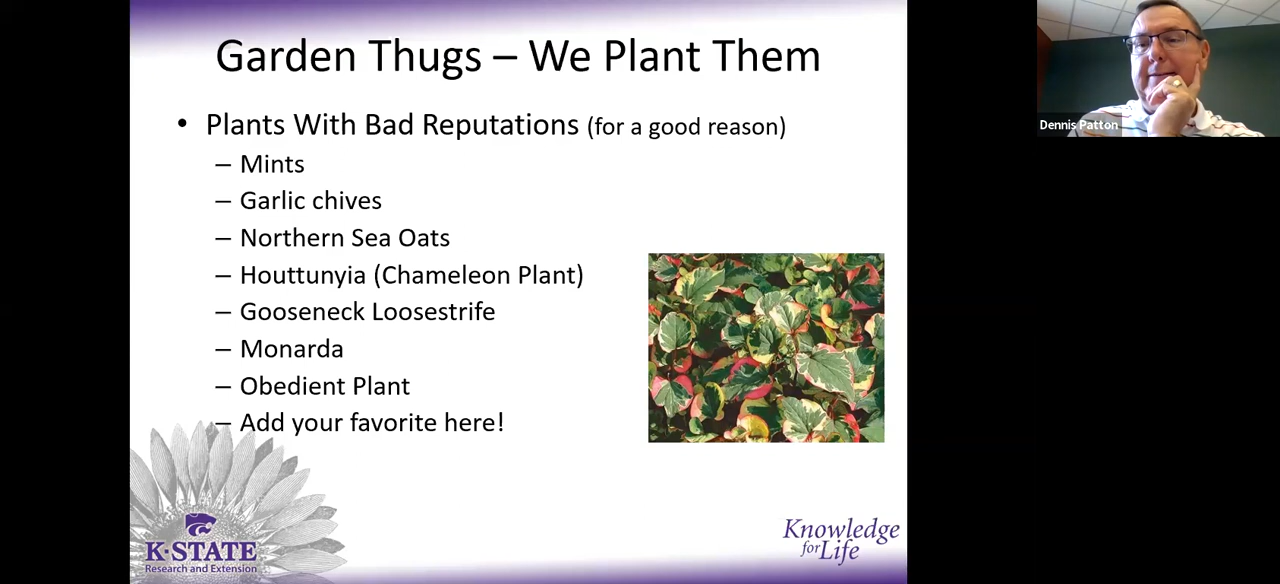 Garden Thugs – We Plant Them
• Plants With Bad Reputations (for a good reason)
– Mints
– Garlic chives
– Northern Sea Oats
– Houttunyia (Chameleon Plant)
– Gooseneck Loosestrife
– Monarda
– Obedient Plant
– Add your favorite here!
K-STATE
Research and Extension
Knowledge
for Life
Dennis Patton